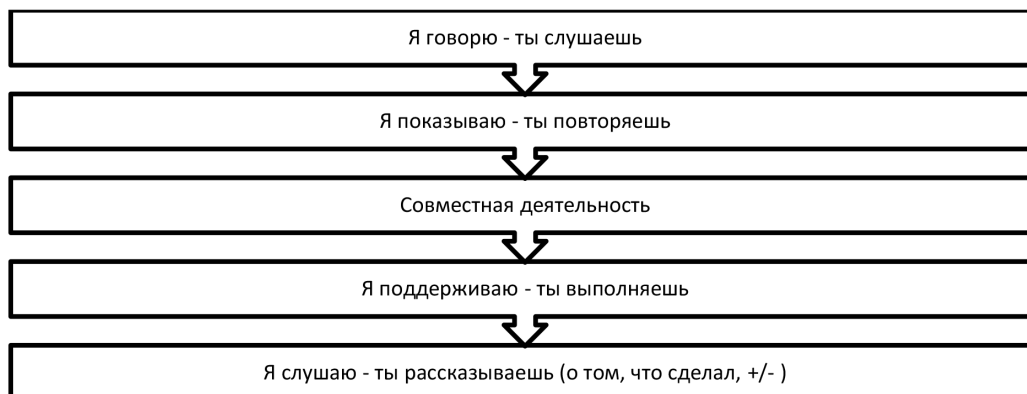 Я говорю - ты слушаешь
Я показываю - ты повторяешь
Совместная деятельность
Я поддерживаю - ты выполняешь
Я слушаю - ты рассказываешь (о том, что сделал, +/- )